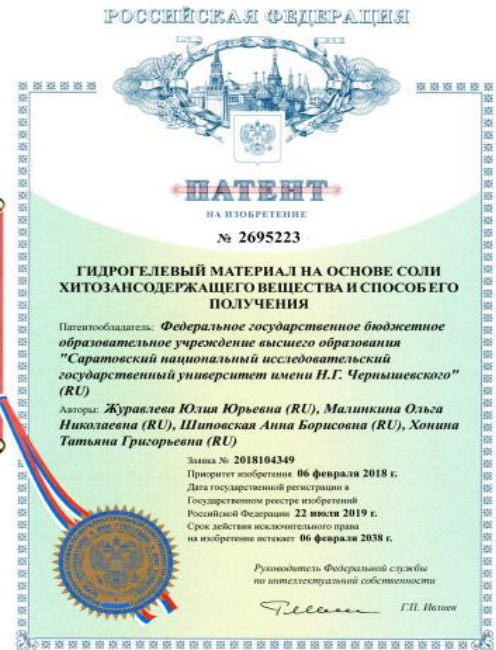 РОССИЙСКАЯ ФЕДЕРАЦИЯ
ПАТЕНТ
НА ИЗОБРЕТЕНИЕ
№ 2695223
ГИДРОГЕЛЕВЫЙ МАТЕРИАЛ НА ОСНОВЕ СОЛИ
ХИТОЗАНСОДЕРЖАЩЕГО ВЕЩЕСТВА И СПОСОБ ЕГО
ПОЛУЧЕНИЯ
Патентообладатель: Федеральное государственное бюджетное
образовательное учреждение высшего образования
"Саратовский национальный исследовательский
государственный университет имени Н.Г. Чернышевского"
(RU)
Авторы: Журавлева Юлия Юрьевна (RU), Малинкина Ольга
Николаевна (RU), Шиповская Анна Борисовна (RU), Хонина
Татьяна Григорьевна (RU)
Заявка № 2018104349
Приоритет изобретения 06 февраля 2018 г.
Дата государственной регистрации в
Государственном реестре изобретений
Российской Федерации 22 июля 2019 г.
Срок действия исключительного права
на изобретение истекает 06 февраля 2038 г.
Руководитель Федеральной службы
по интеллектуальной собственности
Г.П. Ивлиев